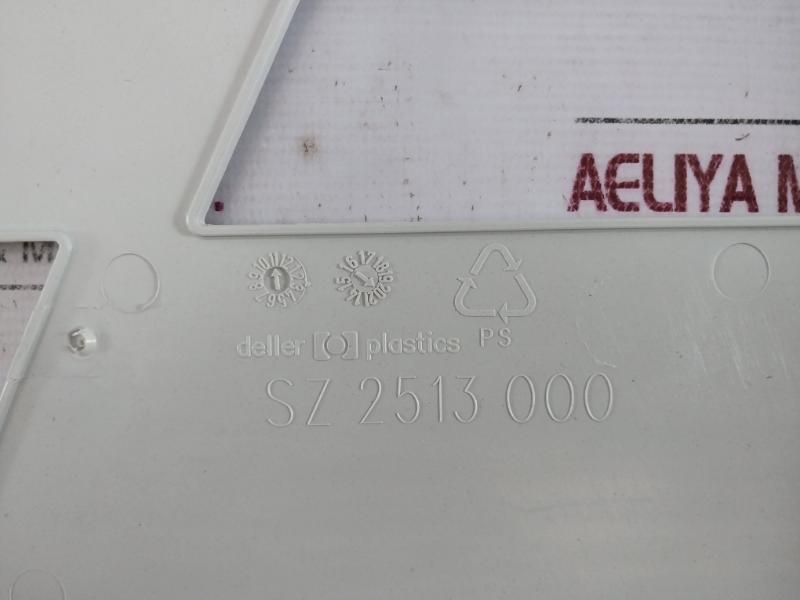 AELIYA M
& M
deller plastics
PS
SZ 2513 000